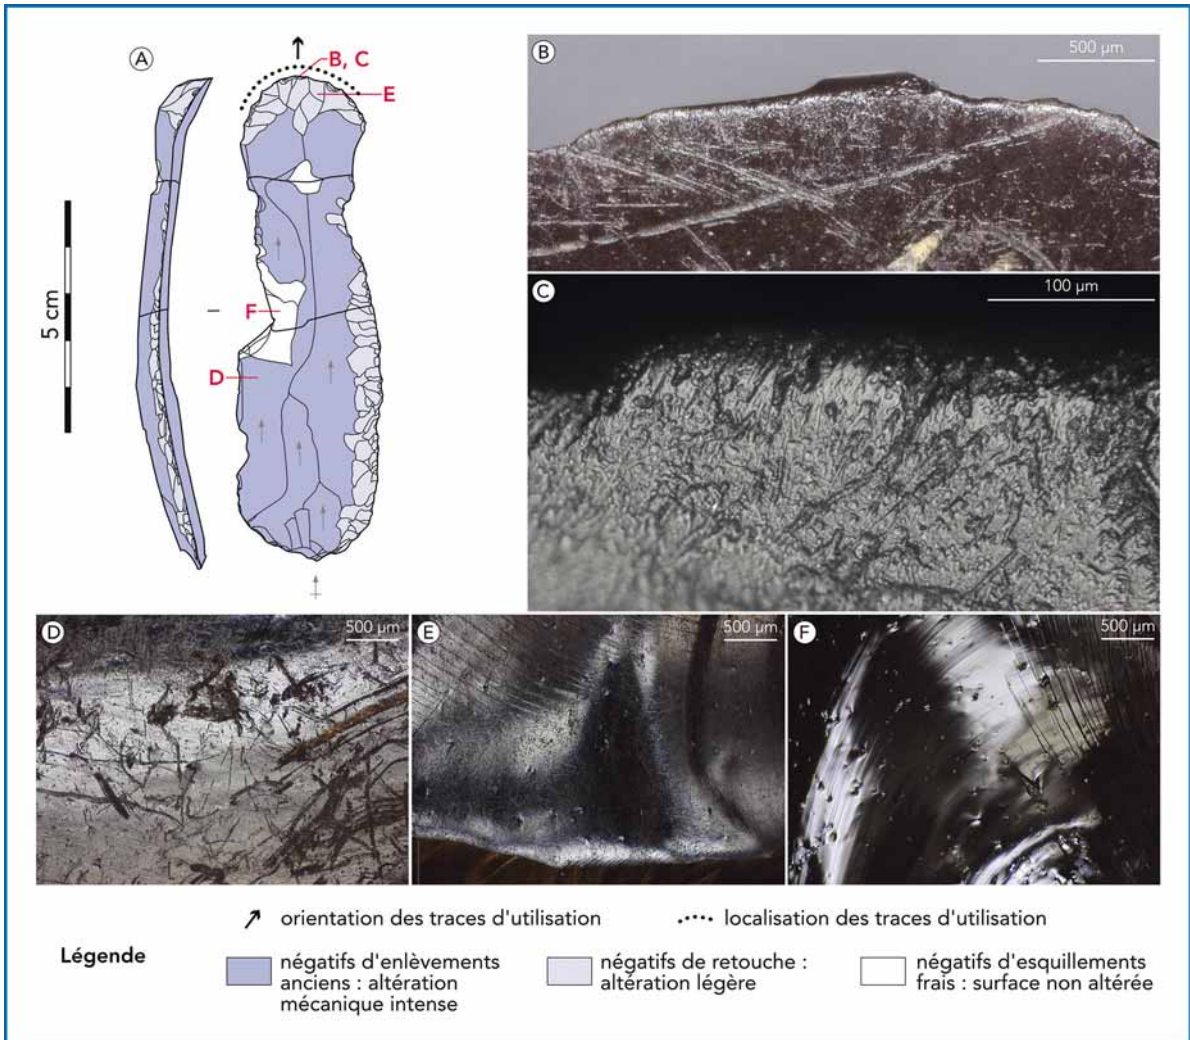 A
B, C
E
B
500 µm
C
100 µm
5 cm
F
D
D
500 µm
E
500 µm
F
500 µm
orientation des traces d'utilisation
localisation des traces d'utilisation
Légende
négatifs d'enlèvements
anciens : altération
mécanique intense
négatifs de retouche :
altération légère
négatifs d'esquillements
frais : surface non altérée